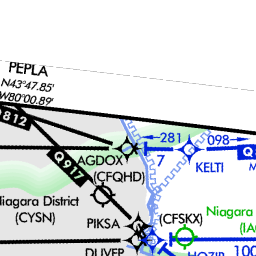 PEPLA
N43°47.85'
W80°00.89'
Q812
281
098
Q917
AGDOX
7
KELTI
(CFQHD)
Niagara District
(CYSN)
PIKSA
(CFSKX)
Niagara
(IA
DUVEP
HOZIR
100